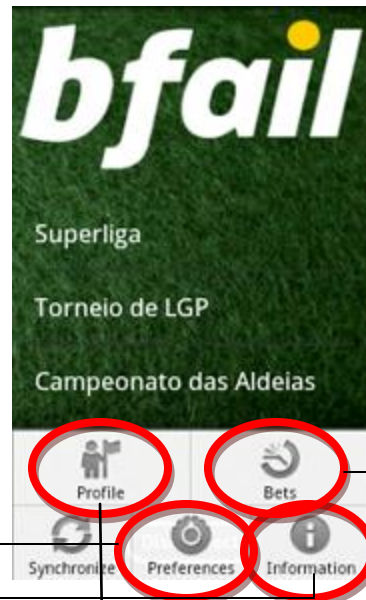 bfail
Superliga
Torneio de LGP
Campeonato das Aldeias
Profile
Bets
Synchronize
Preferences
Information